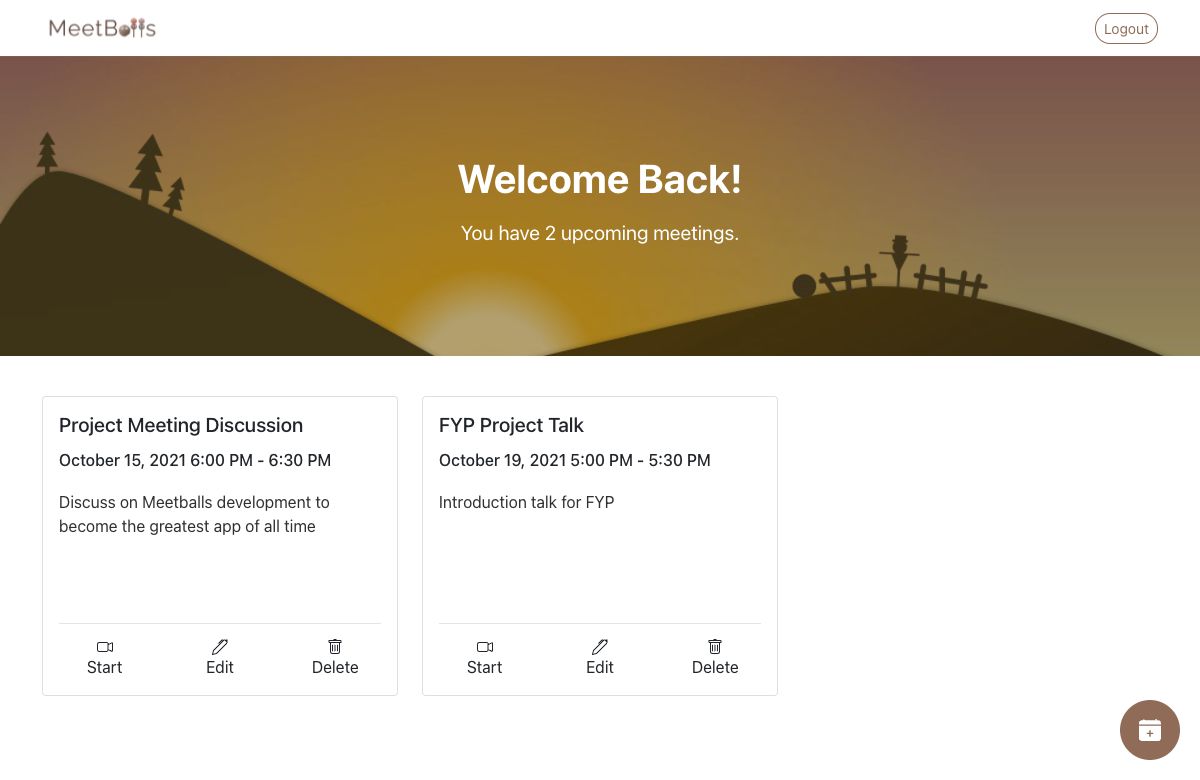 MeetBalls
Logout
Welcome Back!
You have 2 upcoming meetings.
Project Meeting Discussion
October 15, 2021 6:00 PM - 6:30 PM
Discuss on Meetballs development to
become the greatest app of all time
Start Edit Delete
FYP Project Talk
October 19, 2021 5:00 PM - 5:30 PM
Introduction talk for FYP
Start Edit Delete